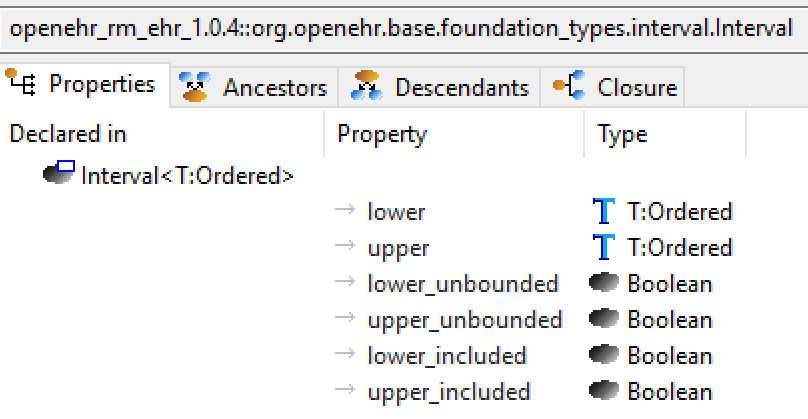 openehr_rm_ehr_1.0.4::org.openehr.base.foundation_types.interval.Interval
Properties Ancestors Descendants Closure
Declared in Property Type
Interval<T:Ordered>
lower T:Ordered
upper T:Ordered
lower_unbounded Boolean
upper_unbounded Boolean
lower_included Boolean
upper_included Boolean